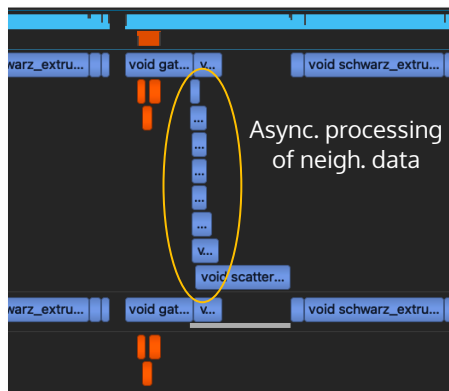 warz_extru...
void gat...
v...
void schwarz_extru...
...
...
...
...
...
v...
void scatter...
Async. processing
of neigh. data
warz_extru...
void gat...
v...
void schwarz_extru...